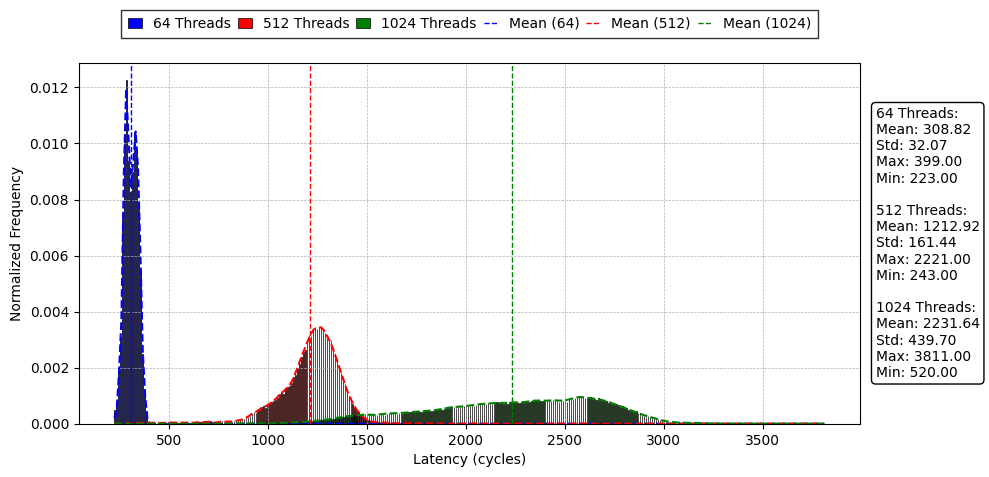 64 Threads 512 Threads 1024 Threads Mean (64) Mean (512) Mean (1024)
0.012
0.010
0.008
0.006
0.004
0.002
0.000
Normalized Frequency
500 1000 1500 2000 2500 3000 3500
Latency (cycles)
64 Threads:
Mean: 308.82
Std: 32.07
Max: 399.00
Min: 223.00
512 Threads:
Mean: 1212.92
Std: 161.44
Max: 2221.00
Min: 243.00
1024 Threads:
Mean: 2231.64
Std: 439.70
Max: 3811.00
Min: 520.00